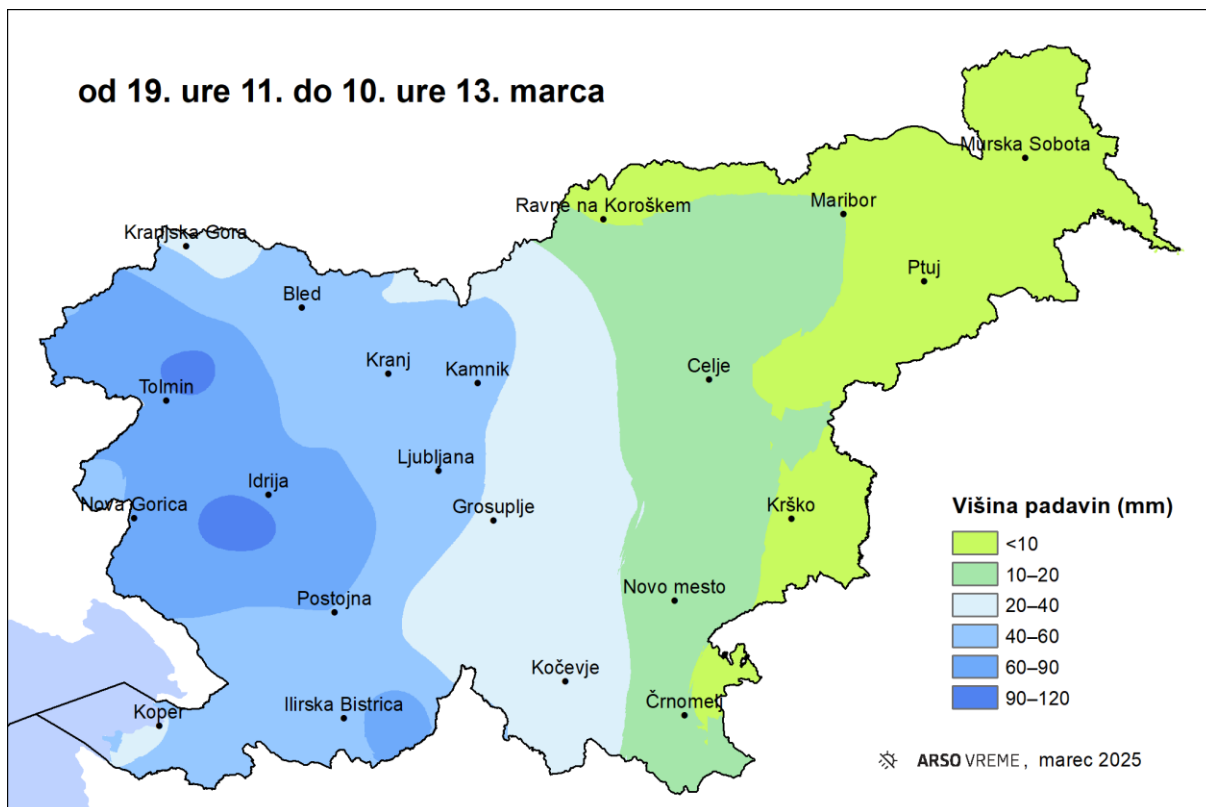 od 19. ure 11. do 10. ure 13. marca
Murska Sobota
Ravne na Koroškem
Maribor
Kranjska Gora
Ptuj
Bled
Kranj
Kamnik
Celje
Tolmin
Ljubljana
Idrija
Nova Gorica
Grosuplje
Krško
Postojna
Novo mesto
Kočevje
Ilirska Bistrica
Koper
Črnomelj
Višina padavin (mm)
<10
10–20
20–40
40–60
60–90
90–120
ARSO VREME, marec 2025